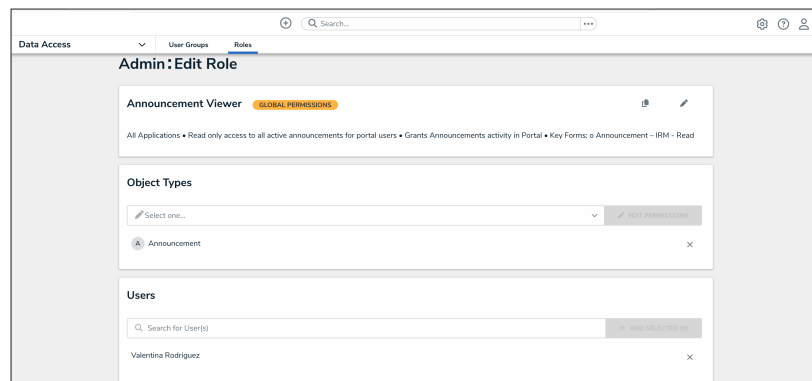 Search...
Data Access
User Groups
Roles
Admin:Edit Role
Announcement Viewer
GLOBAL PERMISSIONS
All Applications • Read only access to all active announcements for portal users • Grants Announcements activity in Portal • Key Forms: o Announcement – IRM - Read
Object Types
Select one...
EDIT PERMISSIONS
A Announcement
Users
Search for User(s)
+ ADD SELECTED (0)
Valentina Rodriguez